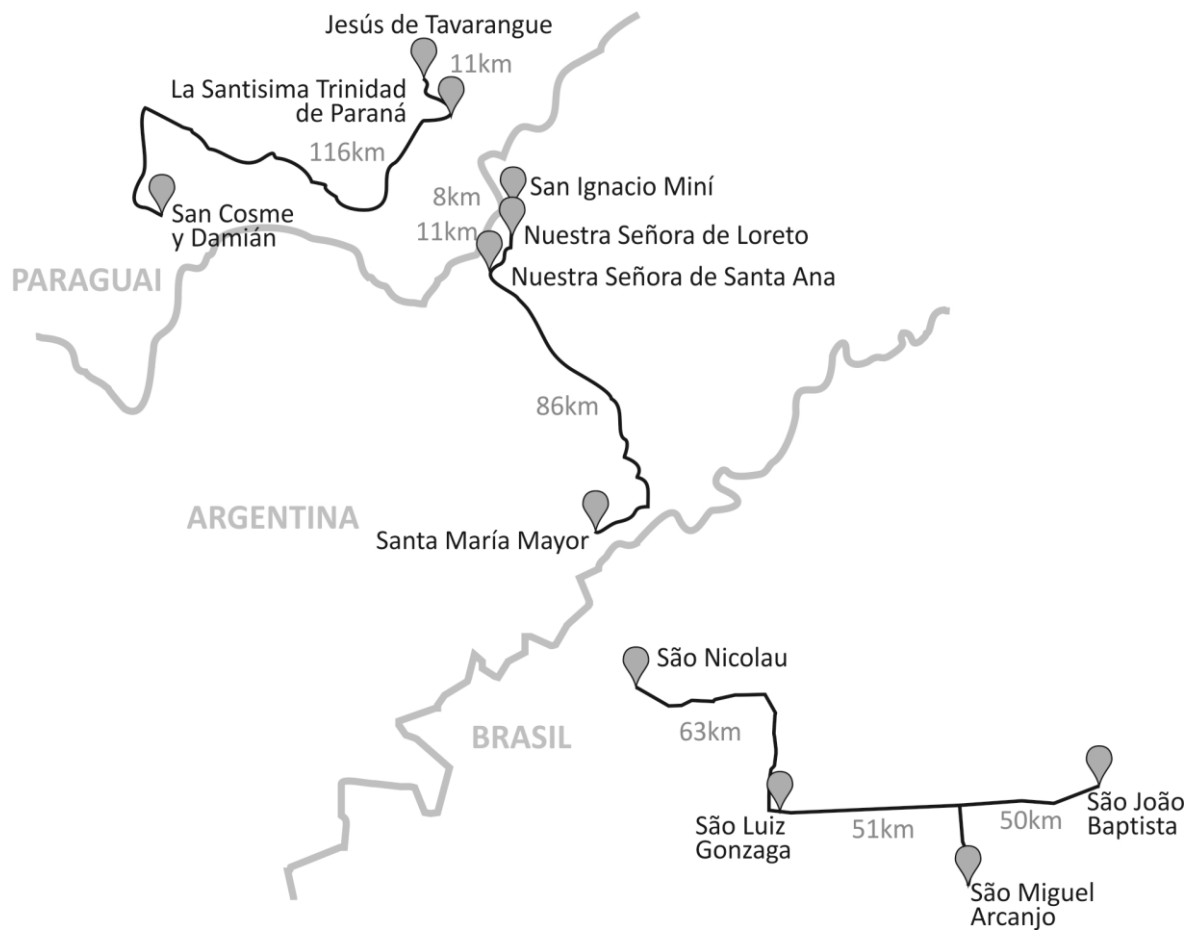 Jesús de Tavarangue
11km
La Santisima Trinidad
de Paraná
116km
San Cosme
y Damián
8km
San Ignacio Miní
11km
Nuestra Señora de Loreto
Nuestra Señora de Santa Ana
PARAGUAI
86km
ARGENTINA
Santa María Mayor
São Nicolau
63km
BRASIL
São Luiz
Gonzaga
51km
50km
São João
Baptista
São Miguel
Arcanjo